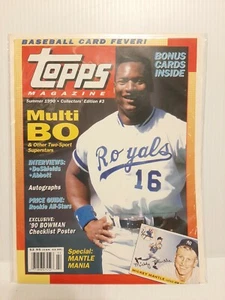 BASEBALL CARD FEVER!
topps
MAGAZINE
BONUS
CARDS
INSIDE
Summer 1990 • Collectors' Edition #3
Multi
BO
& Other Two-Sport
Superstars
INTERVIEWS:
•DeShields
•Abbott
Autographs
PRICE GUIDE:
Rookie All-Stars
EXCLUSIVE:
'90 BOWMAN
Checklist Poster
Royals
16
Special:
MANTLE
MANIA
MICKEY MANTLE